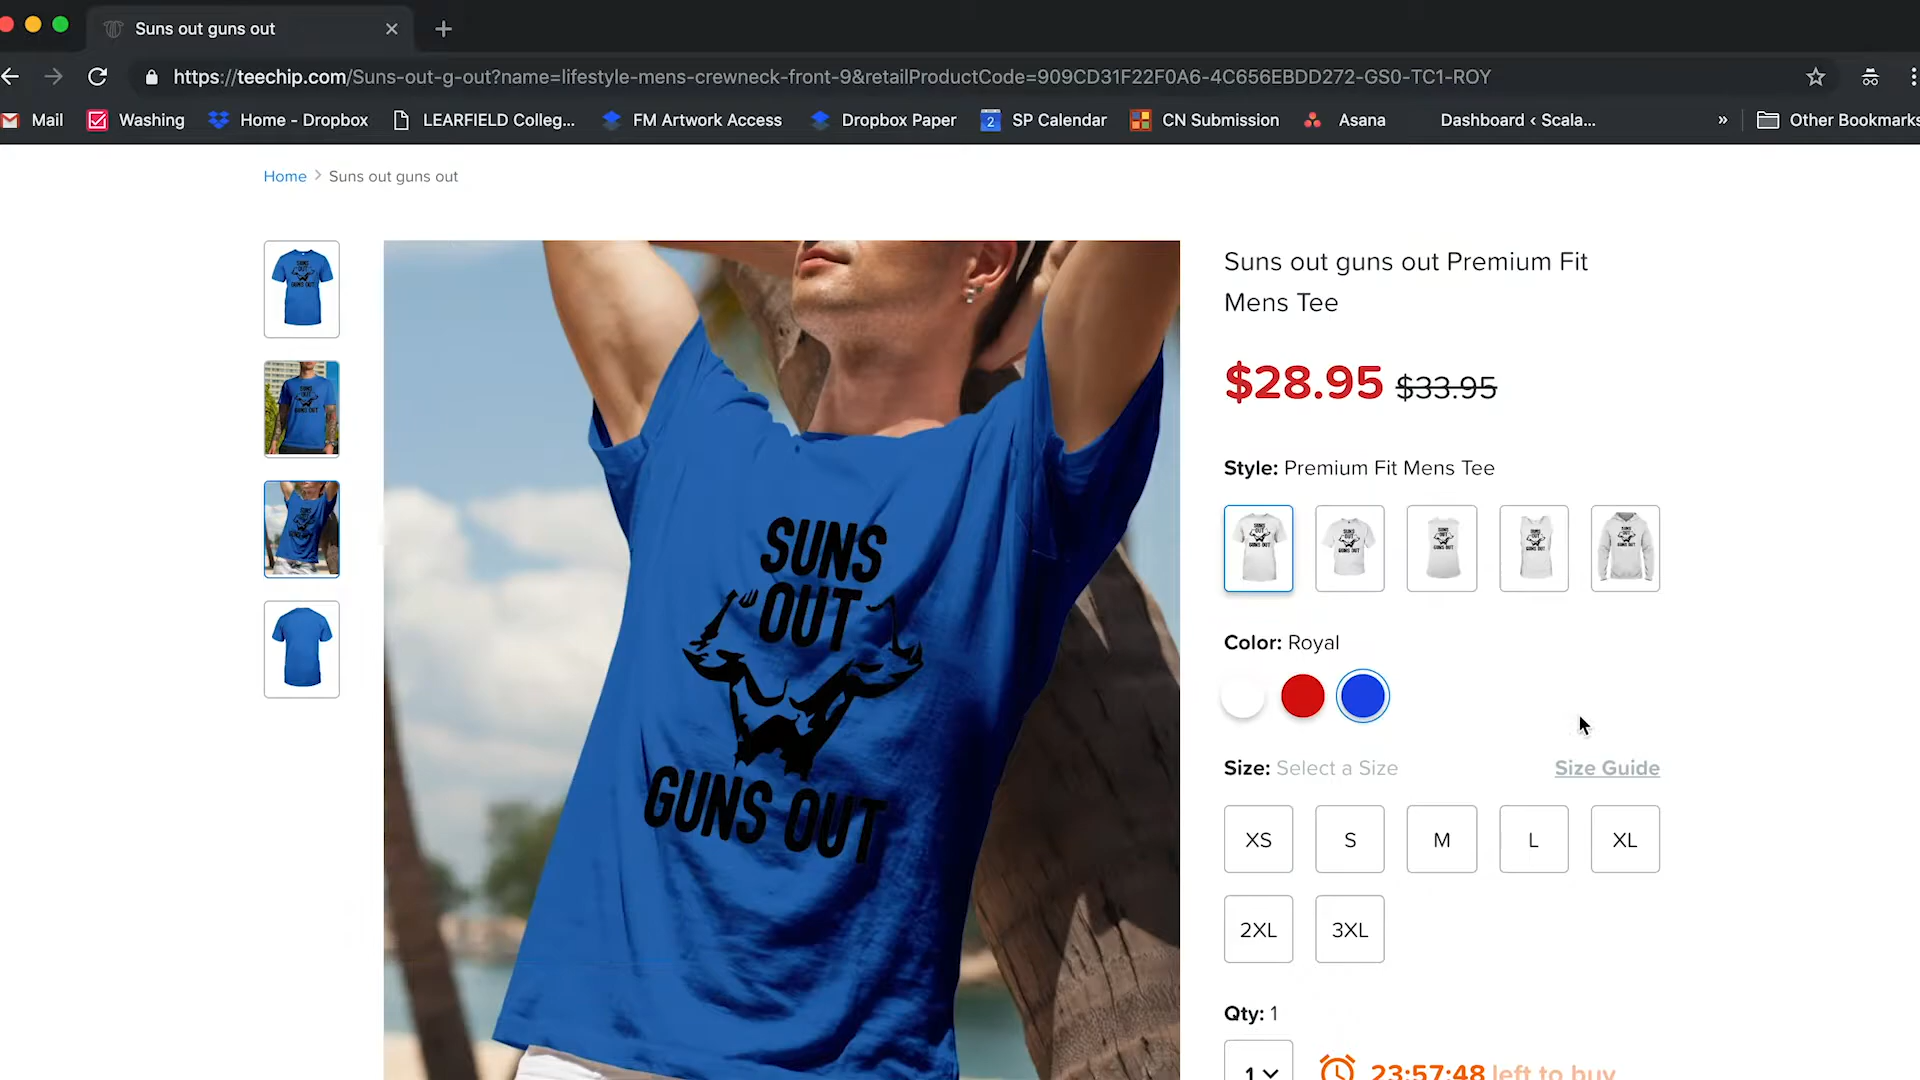 Suns out guns out
https://teechip.com/Suns-out-g-out?name=lifestyle-mens-crewneck-front-9&retailProductCode=909CD31F22F0A6-4C656EBDD272-GS0-TC1-ROY
Mail
Washing
Home - Dropbox
LEARFIELD Colleg...
FM Artwork Access
Dropbox Paper
2
SP Calendar
CN Submission
Asana
Dashboard ‹ Scala...
»
Other Bookmarks
Home > Suns out guns out
SUNS
OUT
GUNS OUT
Suns out guns out Premium Fit
Mens Tee
$28.95 $33.95
Style: Premium Fit Mens Tee
Color: Royal
Size: Select a Size
Size Guide
XS S M L XL
2XL 3XL
Qty: 1
1
23:57:48 left to buy